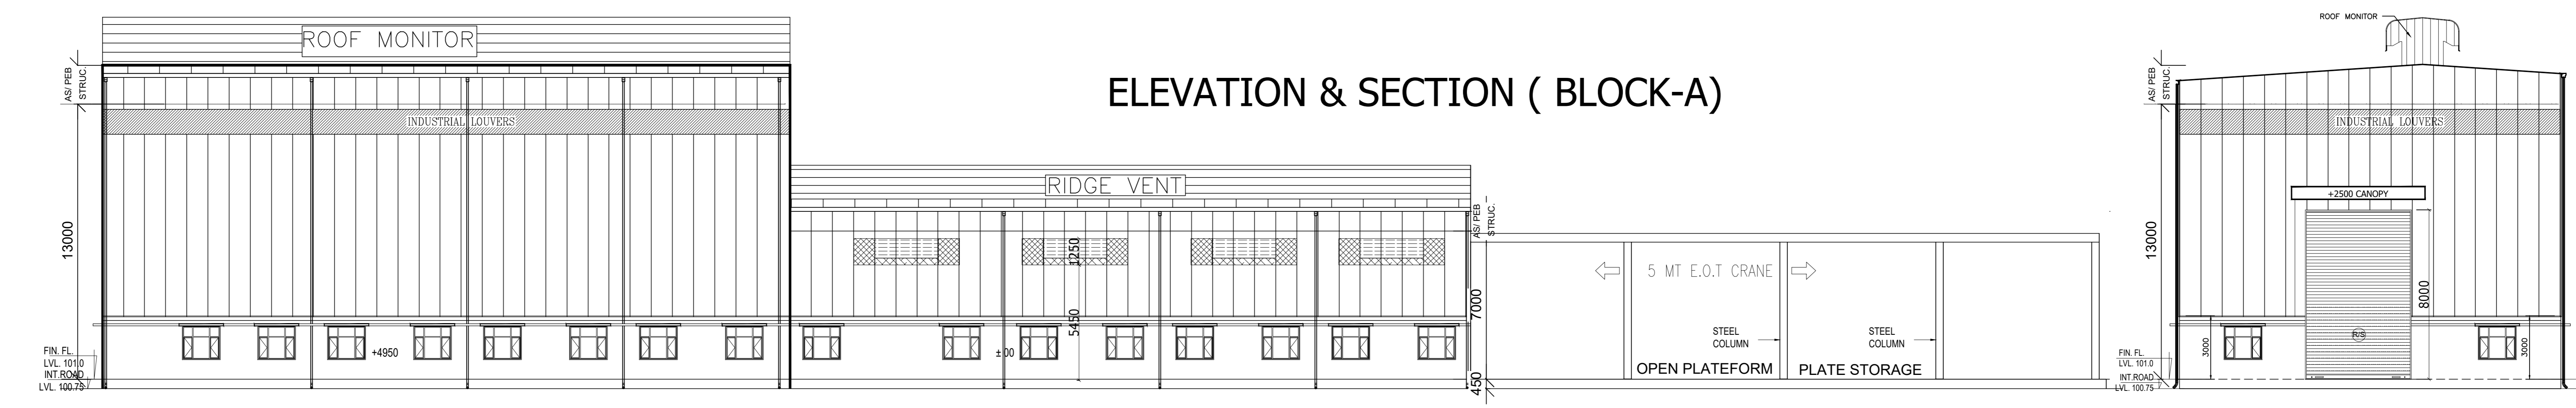 ROOF MONITOR
AS/ PEB
STRUC.
INDUSTRIAL LOUVERS
13000
+4950
FIN. FL.
LVL. 101.0
INT.ROAD
LVL. 100.75
ELEVATION & SECTION ( BLOCK-A)
RIDGE VENT
1250
5450
±00
AS/ PEB
STRUC.
7000
450
5 MT E.O.T CRANE
STEEL
COLUMN
STEEL
COLUMN
OPEN PLATEFORM
PLATE STORAGE
ROOF MONITOR
AS/ PEB
STRUC.
INDUSTRIAL LOUVERS
13000
+2500 CANOPY
8000
R/S
3000
3000
FIN. FL.
LVL. 101.0
INT.ROAD
LVL. 100.75